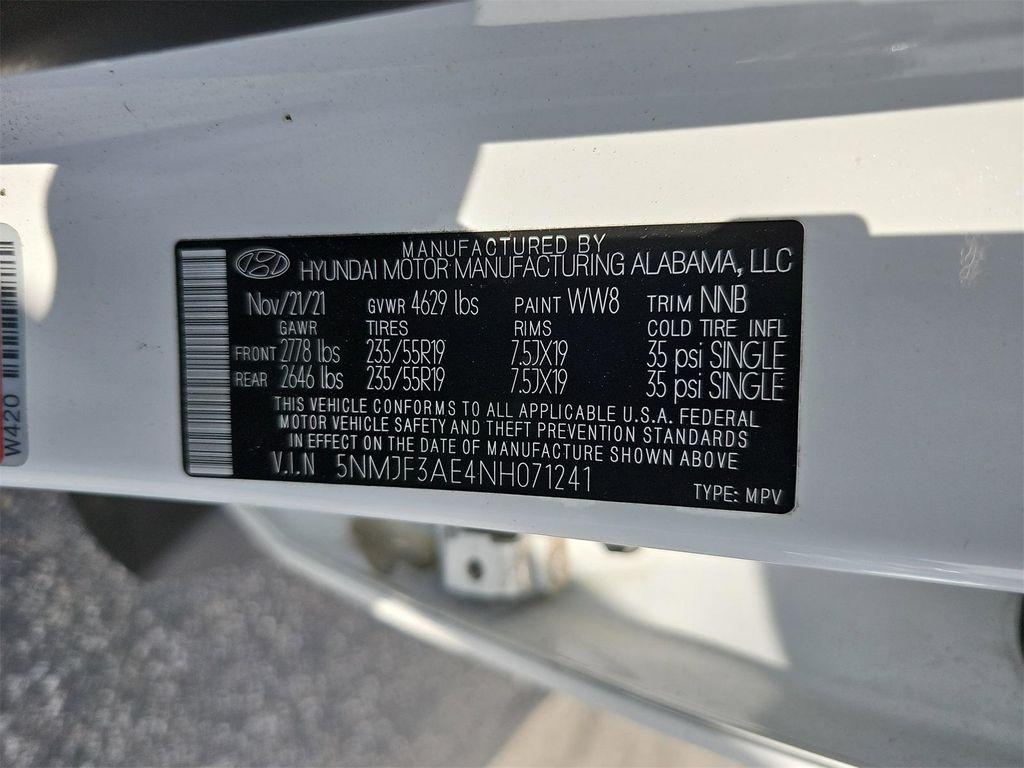 MANUFACTURED BY
HYUNDAI MOTOR MANUFACTURING ALABAMA, LLC
Nov/21/21 GVWR 4629 lbs PAINT WW8 TRIM NNB
GAWR TIRES RIMS COLD TIRE INFL
FRONT 2778 lbs 235/55R19 7.5JX19 35 psi SINGLE
REAR 2646 lbs 235/55R19 7.5JX19 35 psi SINGLE
THIS VEHICLE CONFORMS TO ALL APPLICABLE U.S.A. FEDERAL
MOTOR VEHICLE SAFETY AND THEFT PREVENTION STANDARDS
IN EFFECT ON THE DATE OF MANUFACTURE SHOWN ABOVE
V.I.N 5NMJF3AE4NH071241
TYPE: MPV
W420